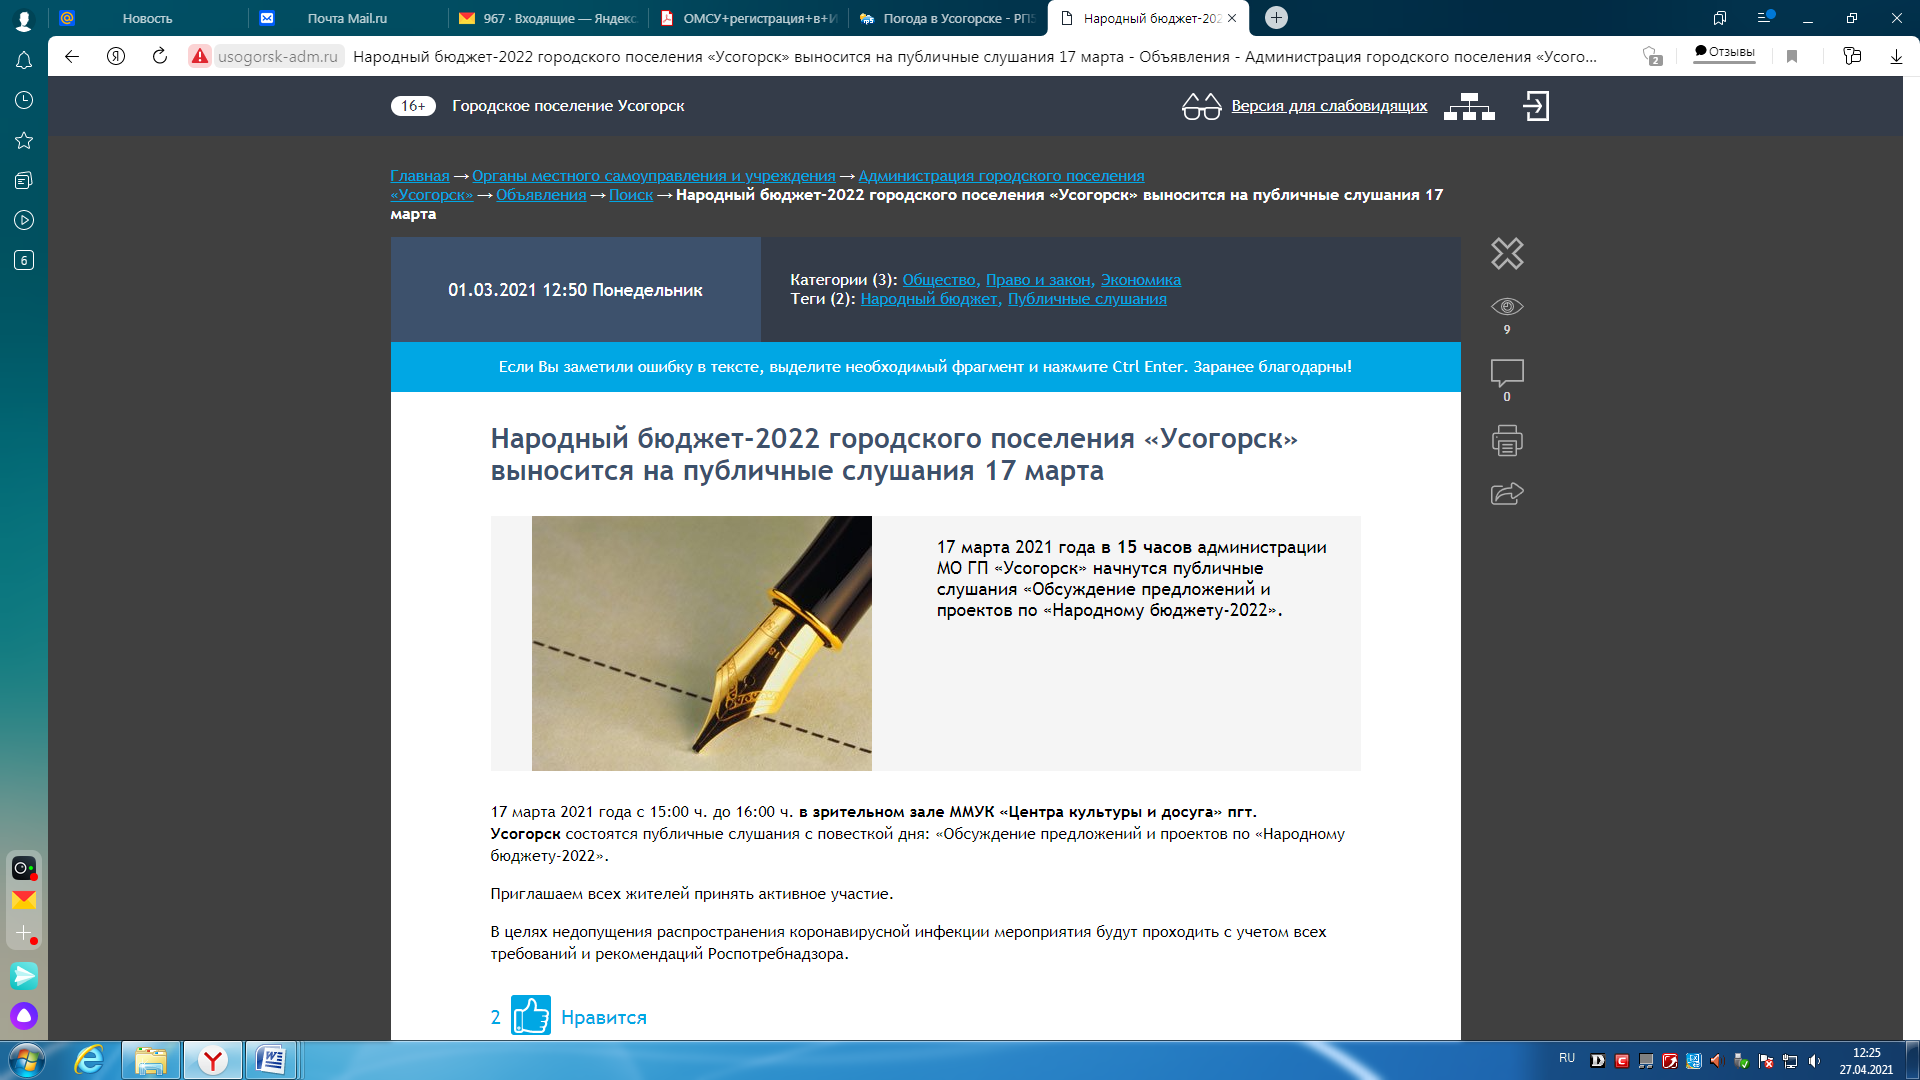 Новость
Почта Mail.ru
967 · Входящие — Яндекс
ОМСУ+регистрация+в+И
Погода в Усогорске - РП5
Народный бюджет-202
usogorsk-adm.ru
Народный бюджет-2022 городского поселения «Усогорск» выносится на публичные слушания 17 марта - Объявления - Администрация городского поселения «Усого...
2
Отзывы
6
16+
Городское поселение Усогорск
Версия для слабовидящих
Главная → Органы местного самоуправления и учреждения → Администрация городского поселения
«Усогорск» → Объявления → Поиск → Народный бюджет-2022 городского поселения «Усогорск» выносится на публичные слушания 17
марта
01.03.2021 12:50 Понедельник
Категории (3): Общество, Право и закон, Экономика
Теги (2): Народный бюджет, Публичные слушания
9
0
Если Вы заметили ошибку в тексте, выделите необходимый фрагмент и нажмите Ctrl Enter. Заранее благодарны!
Народный бюджет-2022 городского поселения «Усогорск»
выносится на публичные слушания 17 марта
17 марта 2021 года в 15 часов администрации
МО ГП «Усогорск» начнутся публичные
слушания «Обсуждение предложений и
проектов по «Народному бюджету-2022».
17 марта 2021 года с 15:00 ч. до 16:00 ч. в зрительном зале ММУК «Центра культуры и досуга» пгт.
Усогорск состоятся публичные слушания с повесткой дня: «Обсуждение предложений и проектов по «Народному
бюджету-2022».
Приглашаем всех жителей принять активное участие.
В целях недопущения распространения коронавирусной инфекции мероприятия будут проходить с учетом всех
требований и рекомендаций Роспотребнадзора.
2 Нравится
RU
12:25
27.04.2021